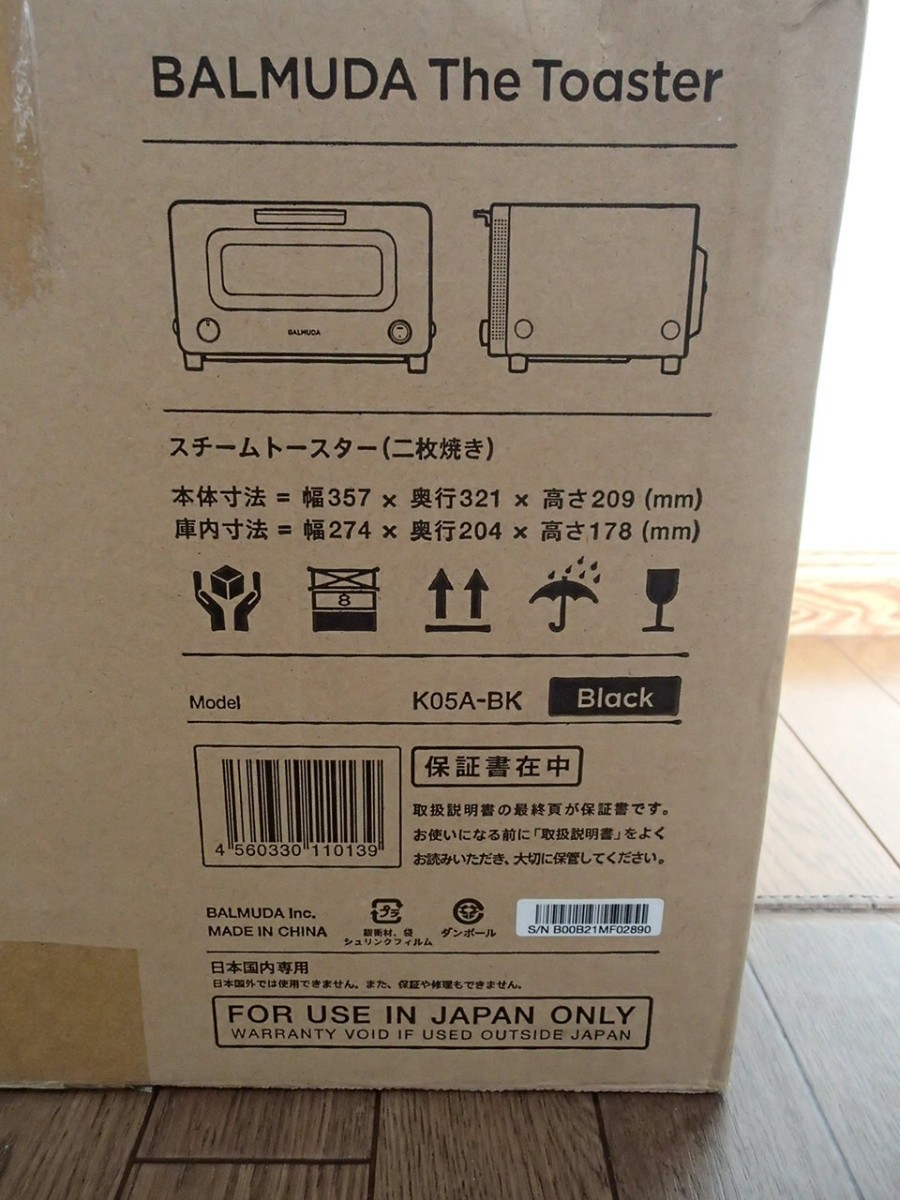 BALMUDA The Toaster
BALMUDA
スチームトースター(二枚焼き)
本体寸法 = 幅357 × 奥行321 × 高さ209 (mm)
庫内寸法 = 幅274 × 奥行204 × 高さ178 (mm)
8
Model K05A-BK Black
保証書在中
4 560330 110139
取扱説明書の最終頁が保証書です。
お使いになる前に「取扱説明書」をよく
お読みいただき、大切に保管してください。
BALMUDA Inc.
MADE IN CHINA
プラ
緩衝材、袋
シュリンクフィルム
ダンボール
S/N B00B21MF02890
日本国内専用
日本国外では使用できません。また、保証や修理もできません。
FOR USE IN JAPAN ONLY
WARRANTY VOID IF USED OUTSIDE JAPAN